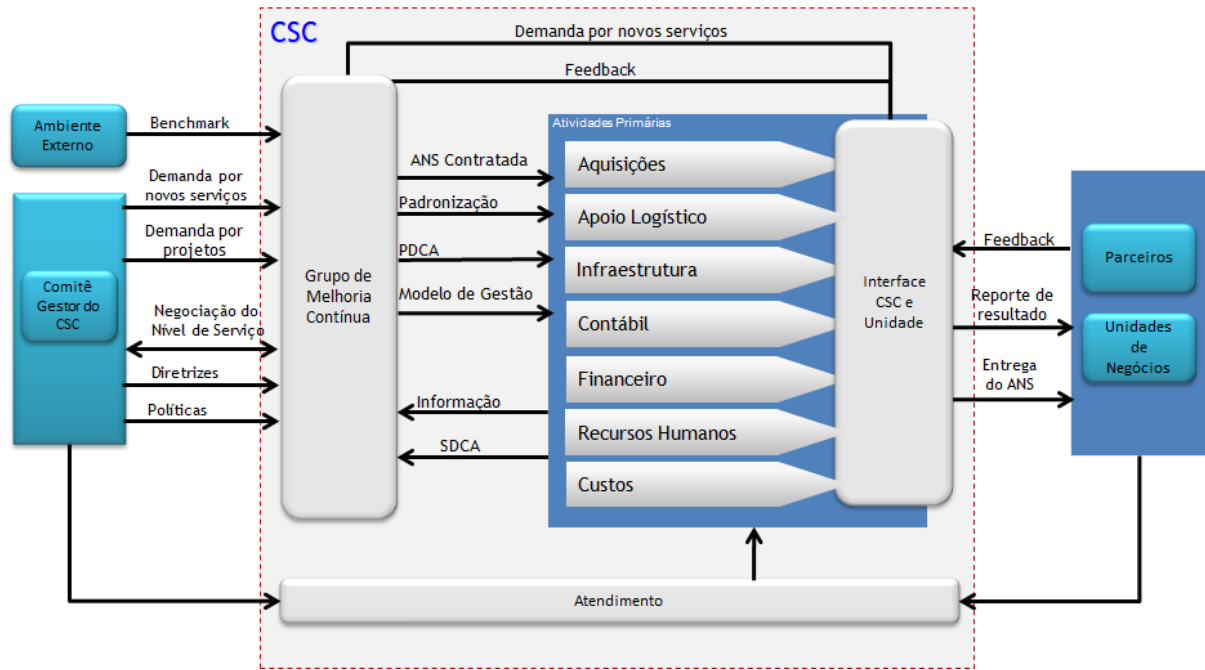 CSC
Demanda por novos serviços
Feedback
Ambiente
Externo
Benchmark
Demanda por
novos serviços
Demanda por
projetos
Comitê
Gestor do
CSC
Negociação do
Nível de Serviço
Diretrizes
Políticas
Grupo de
Melhoria
Contínua
ANS Contratada
Padronização
PDCA
Modelo de Gestão
Informação
SDCA
Atividades Primárias
Aquisições
Apoio Logístico
Infraestrutura
Contábil
Financeiro
Recursos Humanos
Custos
Interface
CSC e
Unidade
Feedback
Reporte de
resultado
Entrega
do ANS
Parceiros
Unidades
de
Negócios
Atendimento